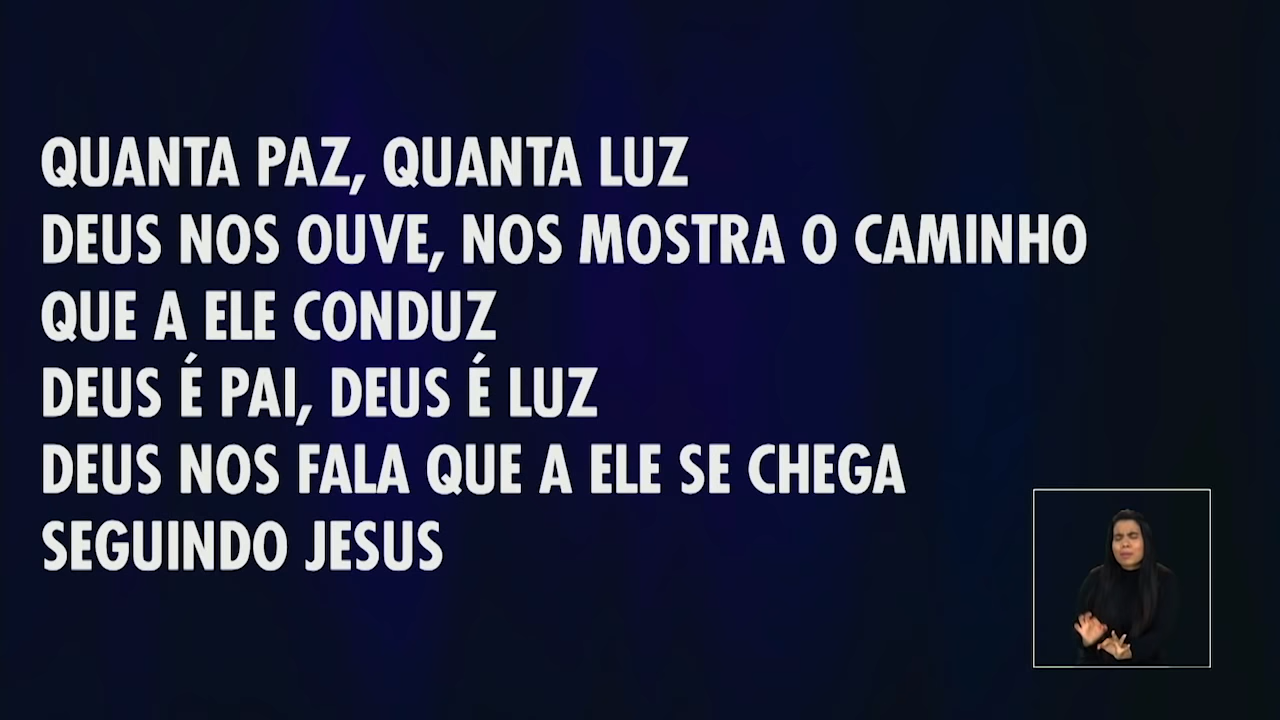 QUANTA PAZ, QUANTA LUZ
DEUS NOS OUVE, NOS MOSTRA O CAMINHO
QUE A ELE CONDUZ
DEUS É PAI, DEUS É LUZ
DEUS NOS FALA QUE A ELE SE CHEGA
SEGUINDO JESUS